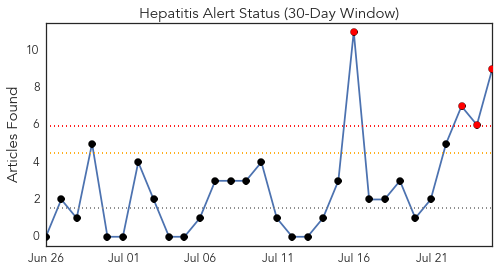 Hepatitis Alert Status (30-Day Window)
Articles Found
10
8
6
4
2
0
Jun 26
Jul 01
Jul 06
Jul 11
Jul 16
Jul 21